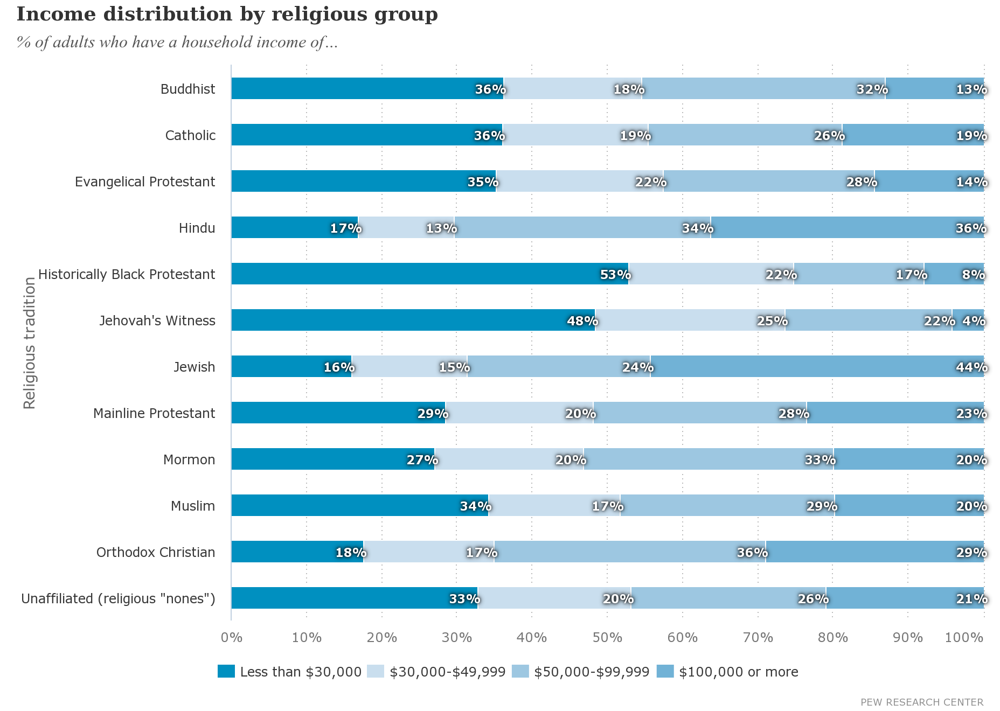 Income distribution by religious group
% of adults who have a household income of...
Religious tradition
Buddhist 36% 18% 32% 13%
Catholic 36% 19% 26% 19%
Evangelical Protestant 35% 22% 28% 14%
Hindu 17% 13% 34% 36%
Historically Black Protestant 53% 22% 17% 8%
Jehovah's Witness 48% 25% 22% 4%
Jewish 16% 15% 24% 44%
Mainline Protestant 29% 20% 28% 23%
Mormon 27% 20% 33% 20%
Muslim 34% 17% 29% 20%
Orthodox Christian 18% 17% 36% 29%
Unaffiliated (religious "nones") 33% 20% 26% 21%
0% 10% 20% 30% 40% 50% 60% 70% 80% 90% 100%
Less than $30,000 $30,000-$49,999 $50,000-$99,999 $100,000 or more
PEW RESEARCH CENTER